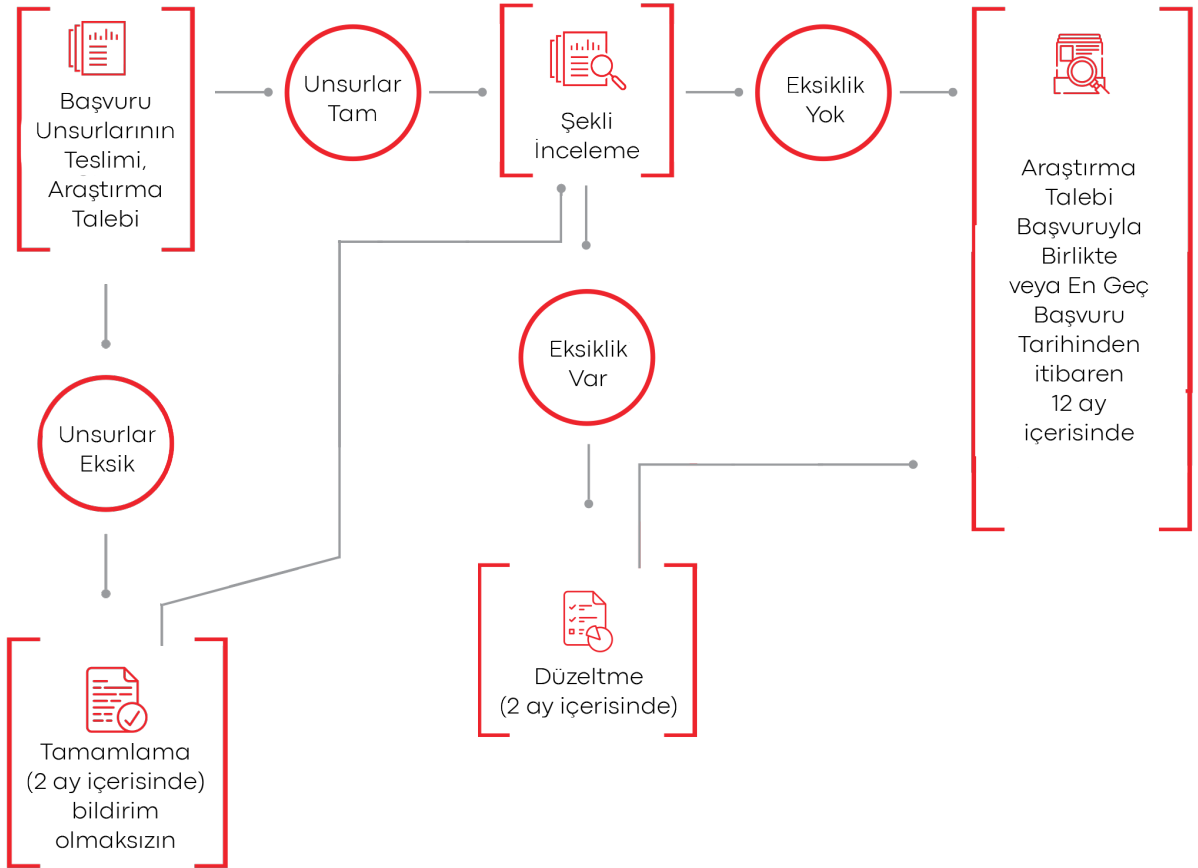 Başvuru
Unsurlarının
Teslimi,
Araştırma
Talebi
Unsurlar
Tam
Şekli
İnceleme
Eksiklik
Yok
Araştırma
Talebi
Başvuruyla
Birlikte
veya En Geç
Başvuru
Tarihinden
itibaren
12 ay
içerisinde
Eksiklik
Var
Unsurlar
Eksik
Düzeltme
(2 ay içerisinde)
Tamamlama
(2 ay içerisinde)
bildirim
olmaksızın